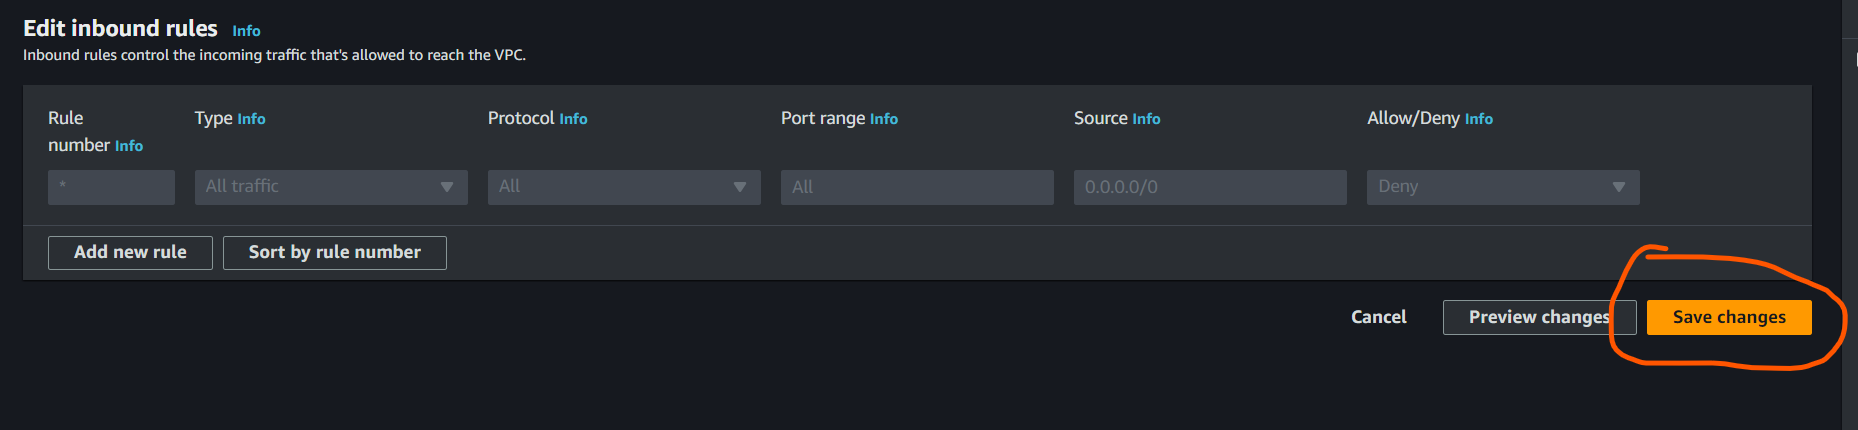 Edit inbound rules Info
Inbound rules control the incoming traffic that's allowed to reach the VPC.
Rule number Info Type Info Protocol Info Port range Info Source Info Allow/Deny Info
* All traffic All All 0.0.0.0/0 Deny
Add new rule Sort by rule number
Cancel Preview changes Save changes